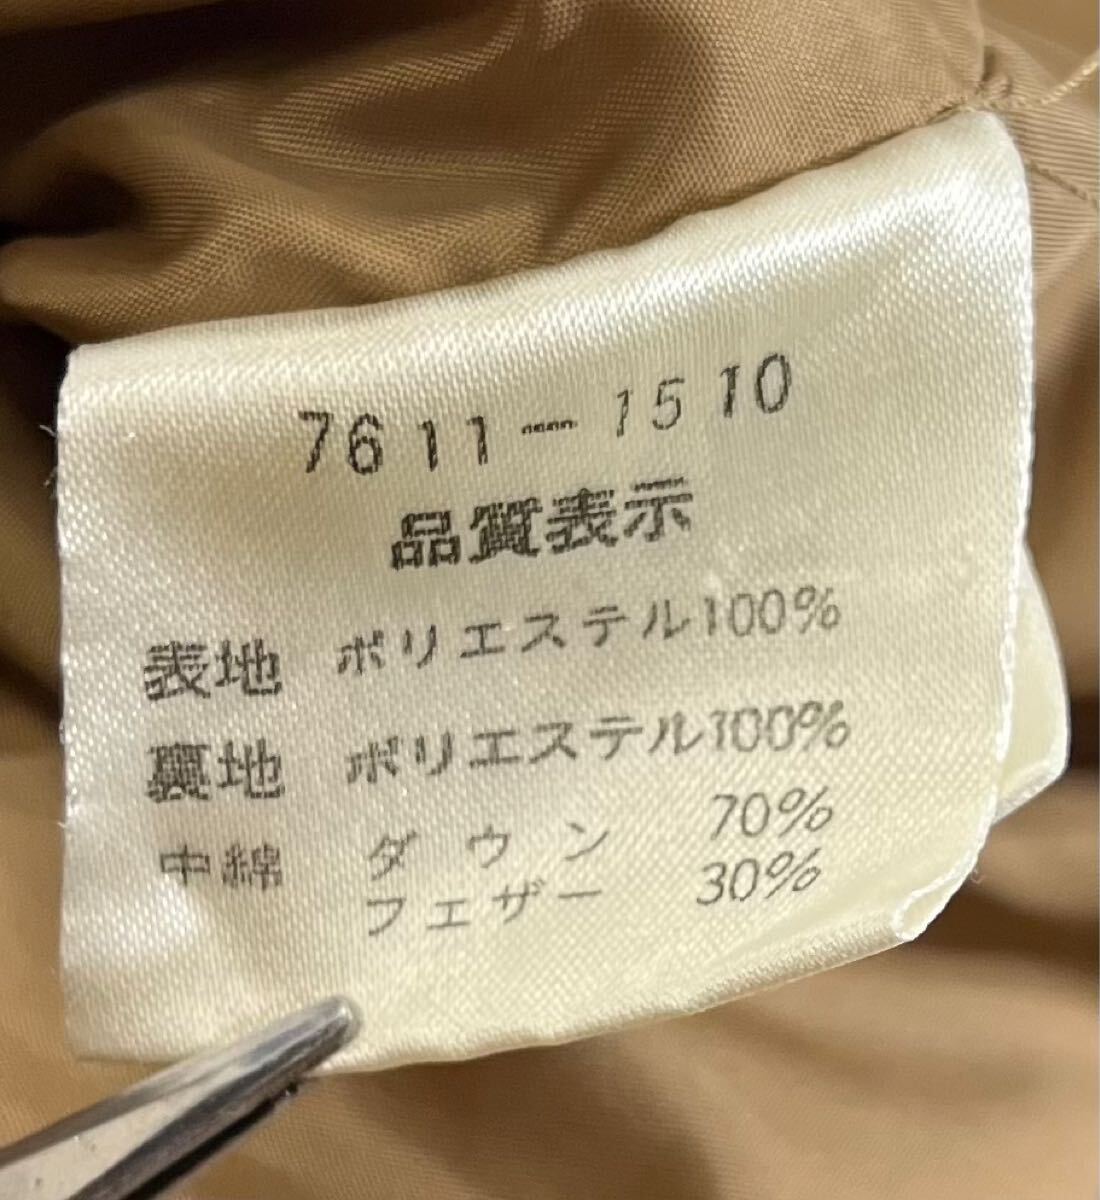 7611-1510
品質表示
表地 ポリエステル100%
裏地 ポリエステル100%
中綿 ダウン 70%
フェザー 30%